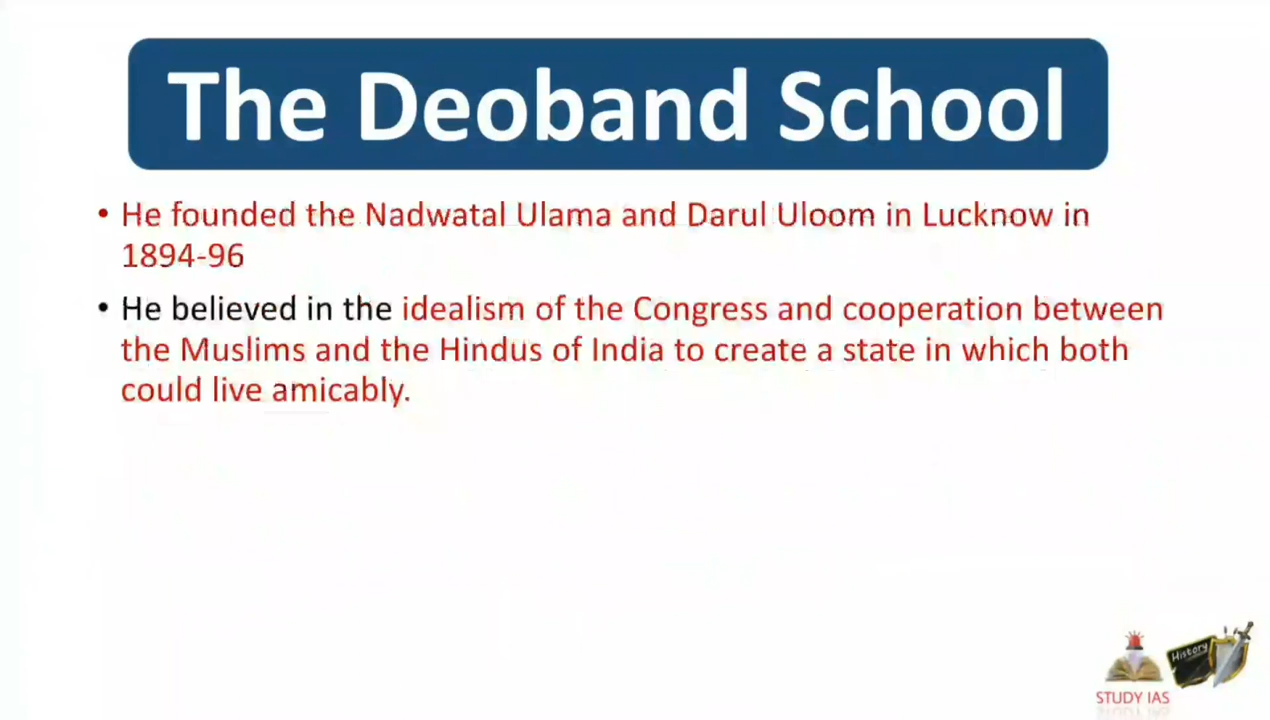 The Deoband School
• He founded the Nadwatal Ulama and Darul Uloom in Lucknow in
1894-96
• He believed in the idealism of the Congress and cooperation between
the Muslims and the Hindus of India to create a state in which both
could live amicably.
History
STUDY IAS